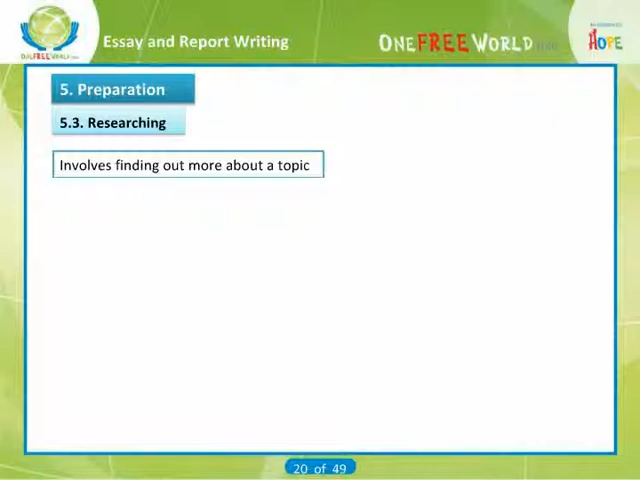 Essay and Report Writing
ONEFREEWORLD
HOPE
ONEFREEWORLD
5. Preparation
5.3. Researching
Involves finding out more about a topic
20 of 49